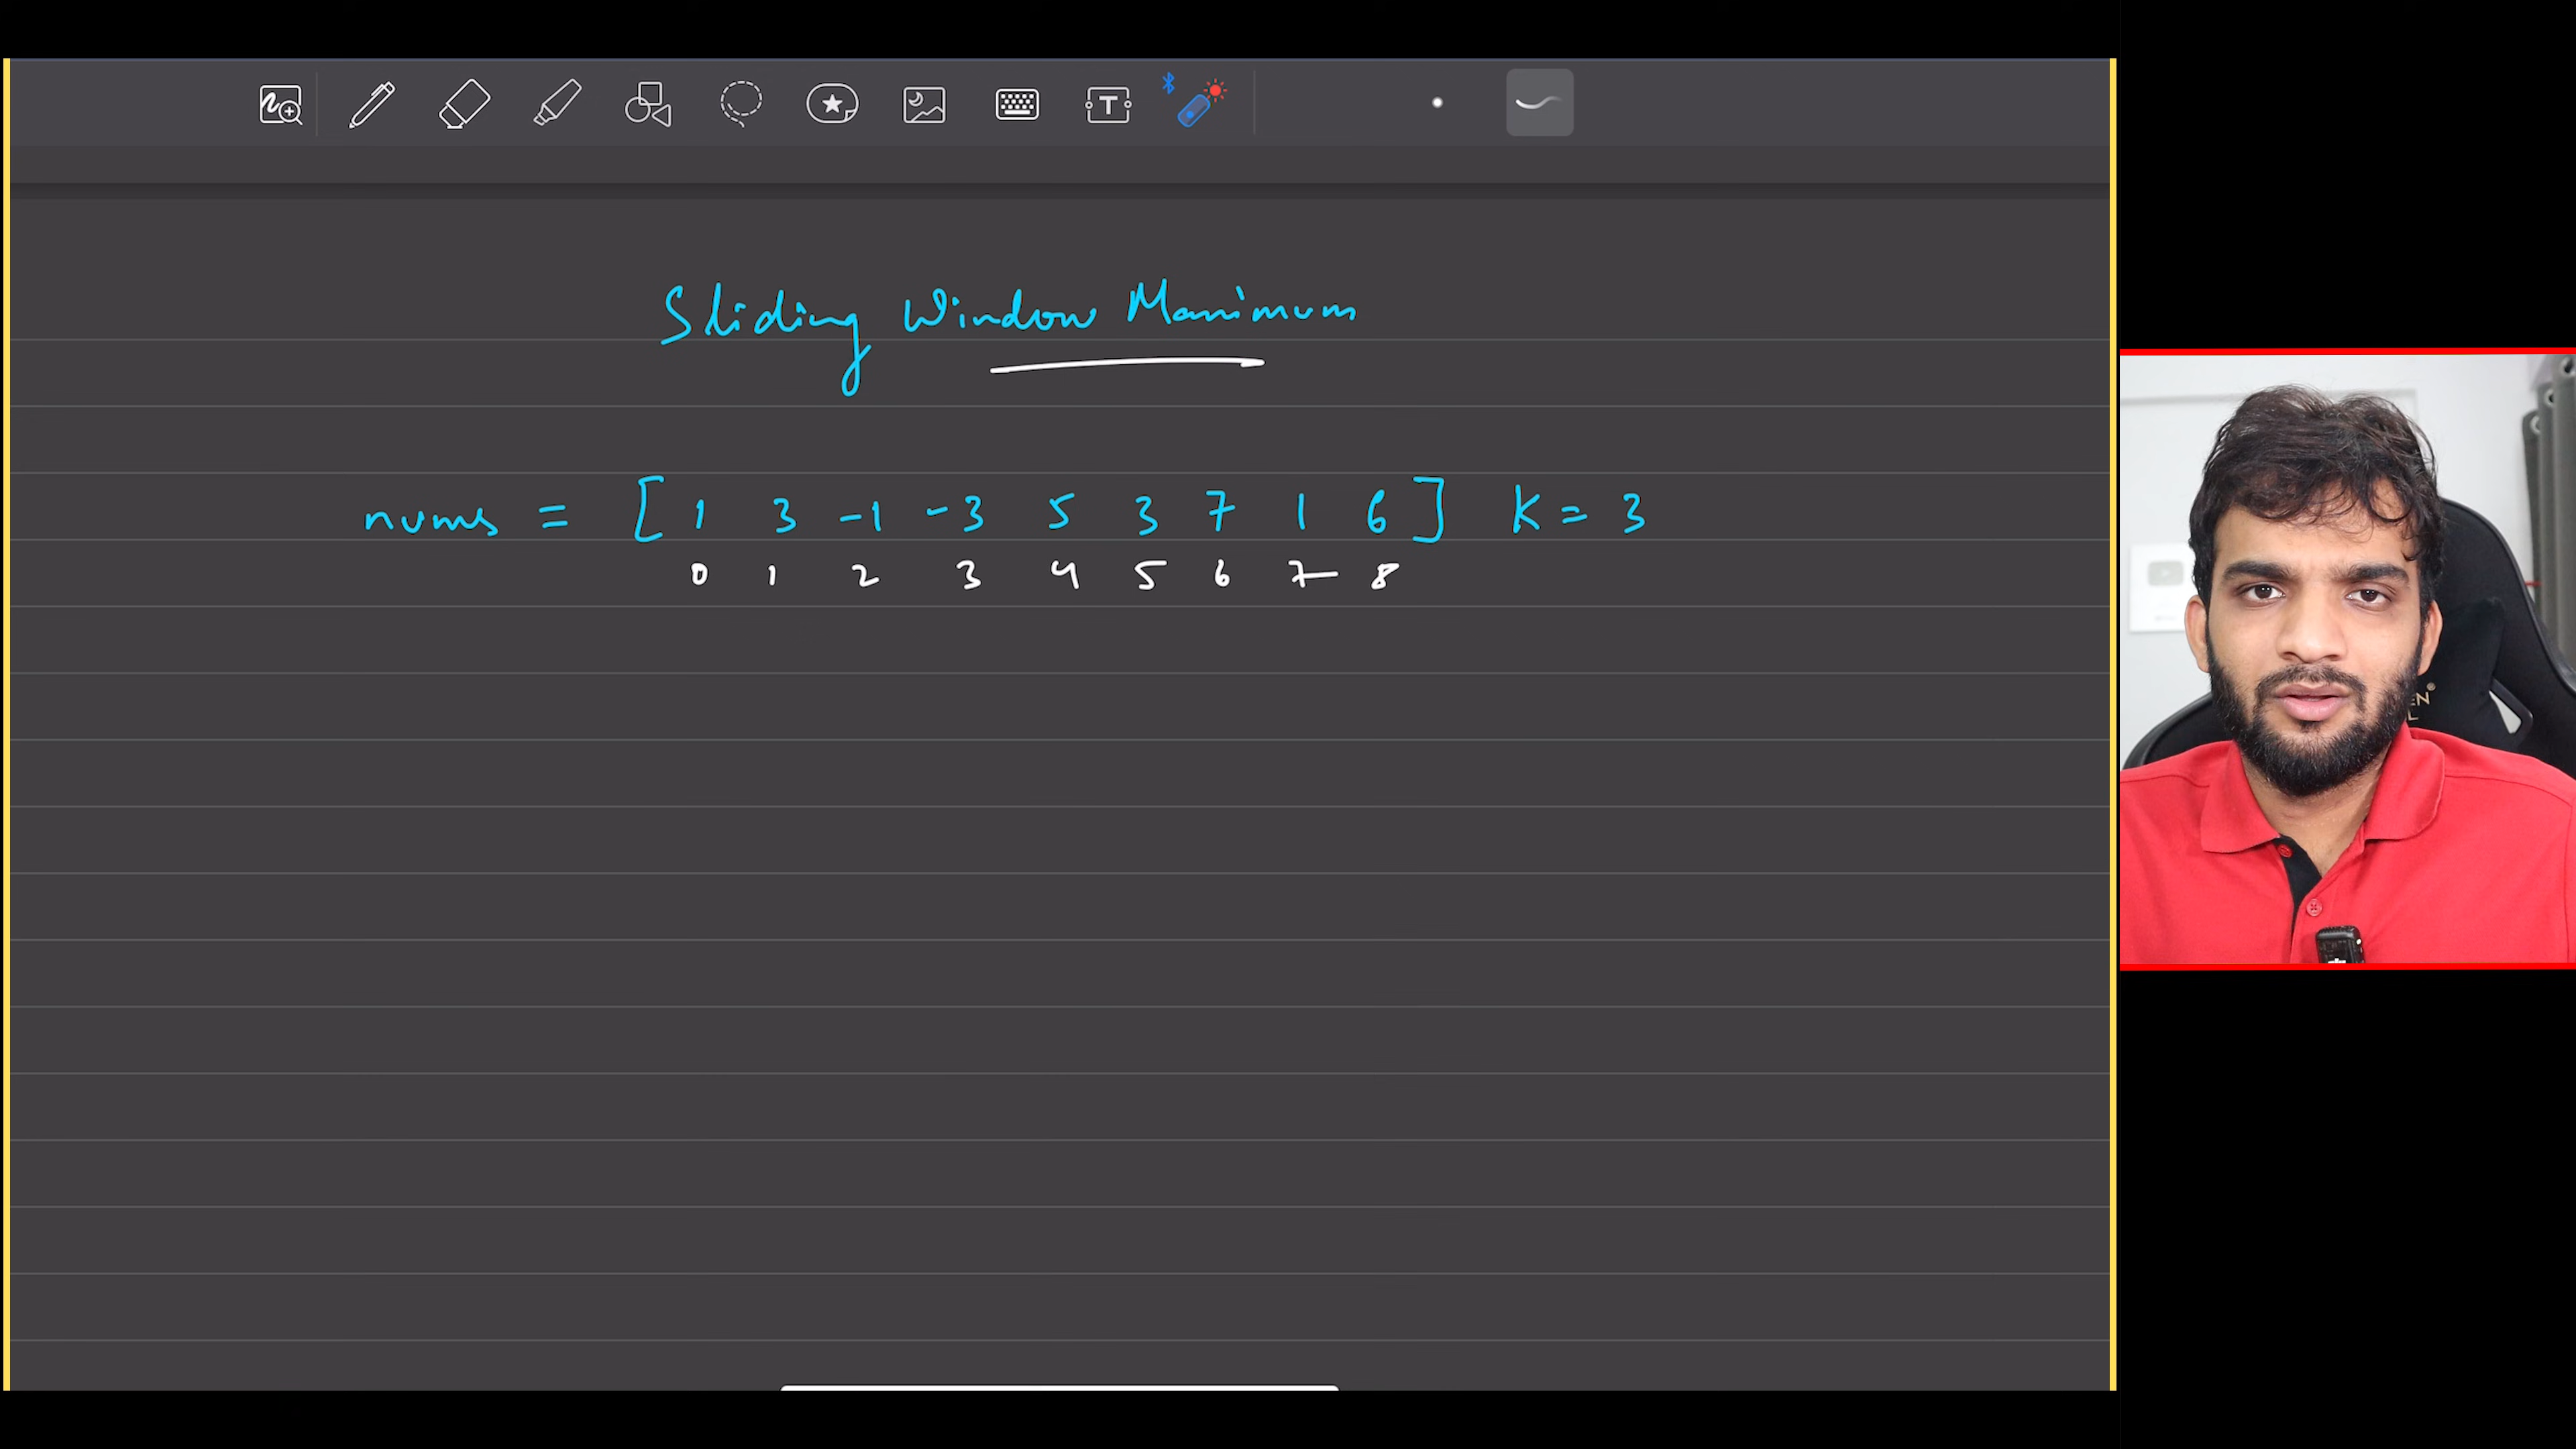 Sliding Window Maximum
nums = [ 1 3 -1 -3 5 3 7 1 6 ] K = 3
0 1 2 3 4 5 6 7 8